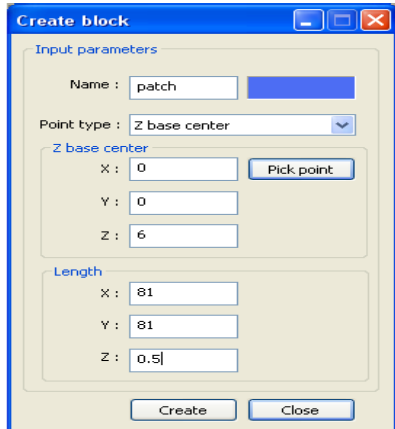 Create block
Input parameters
Name : patch
Point type : Z base center
Z base center
X : 0 Pick point
Y : 0
Z : 6
Length
X : 81
Y : 81
Z : 0.5
Create Close